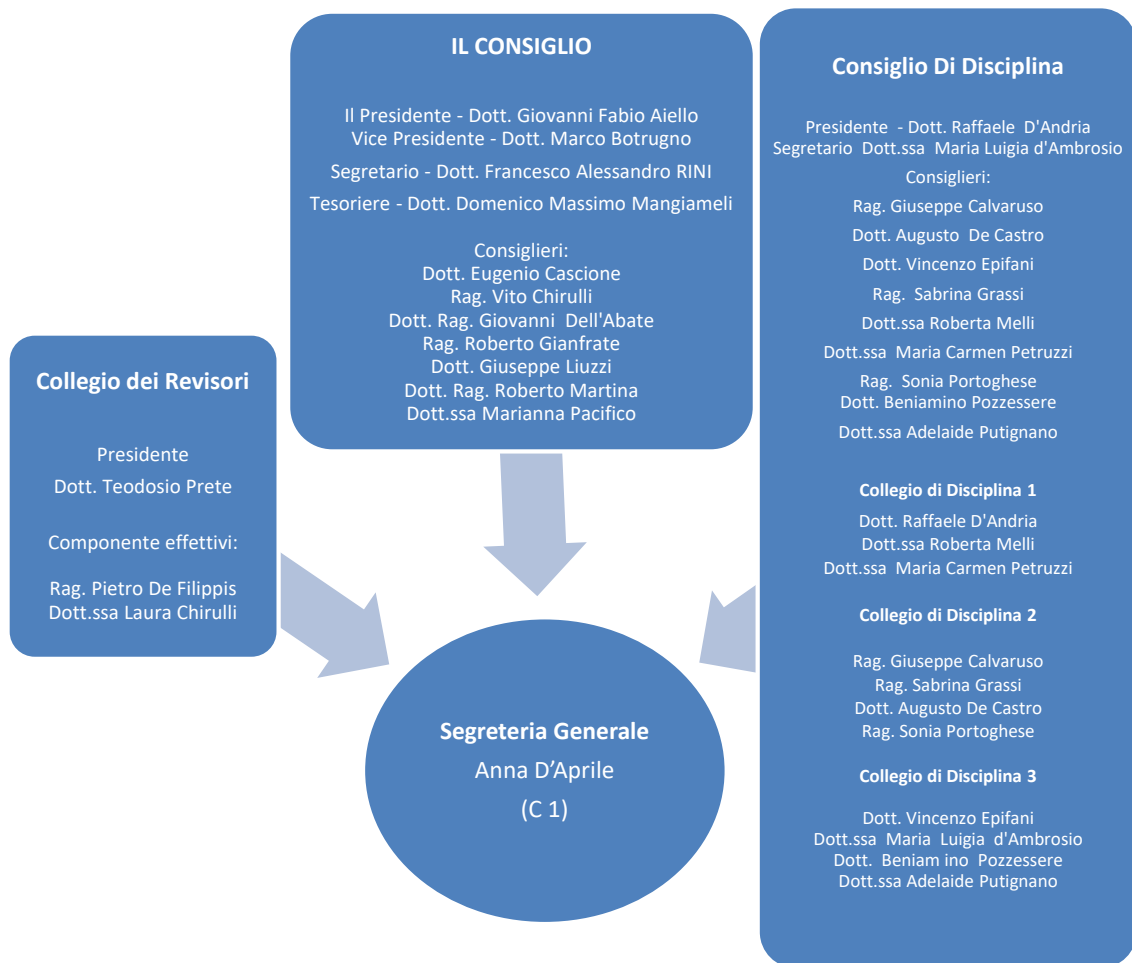 IL CONSIGLIO
Il Presidente - Dott. Giovanni Fabio Aiello
Vice Presidente - Dott. Marco Botrugno
Segretario - Dott. Francesco Alessandro RINI
Tesoriere - Dott. Domenico Massimo Mangiameli
Consiglieri:
Dott. Eugenio Cascione
Rag. Vito Chirulli
Dott. Rag. Giovanni Dell'Abate
Rag. Roberto Gianfrate
Dott. Giuseppe Liuzzi
Dott. Rag. Roberto Martina
Dott.ssa Marianna Pacifico
Consiglio Di Disciplina
Presidente - Dott. Raffaele D'Andria
Segretario Dott.ssa Maria Luigia d'Ambrosio
Consiglieri:
Rag. Giuseppe Calvaruso
Dott. Augusto De Castro
Dott. Vincenzo Epifani
Rag. Sabrina Grassi
Dott.ssa Roberta Melli
Dott.ssa Maria Carmen Petruzzi
Rag. Sonia Portoghese
Dott. Beniamino Pozzessere
Dott.ssa Adelaide Putignano
Collegio di Disciplina 1
Dott. Raffaele D'Andria
Dott.ssa Roberta Melli
Dott.ssa Maria Carmen Petruzzi
Collegio di Disciplina 2
Rag. Giuseppe Calvaruso
Rag. Sabrina Grassi
Dott. Augusto De Castro
Rag. Sonia Portoghese
Collegio di Disciplina 3
Dott. Vincenzo Epifani
Dott.ssa Maria Luigia d'Ambrosio
Dott. Beniam ino Pozzessere
Dott.ssa Adelaide Putignano
Collegio dei Revisori
Presidente
Dott. Teodosio Prete
Componente effettivi:
Rag. Pietro De Filippis
Dott.ssa Laura Chirulli
Segreteria Generale
Anna D’Aprile
(C 1)